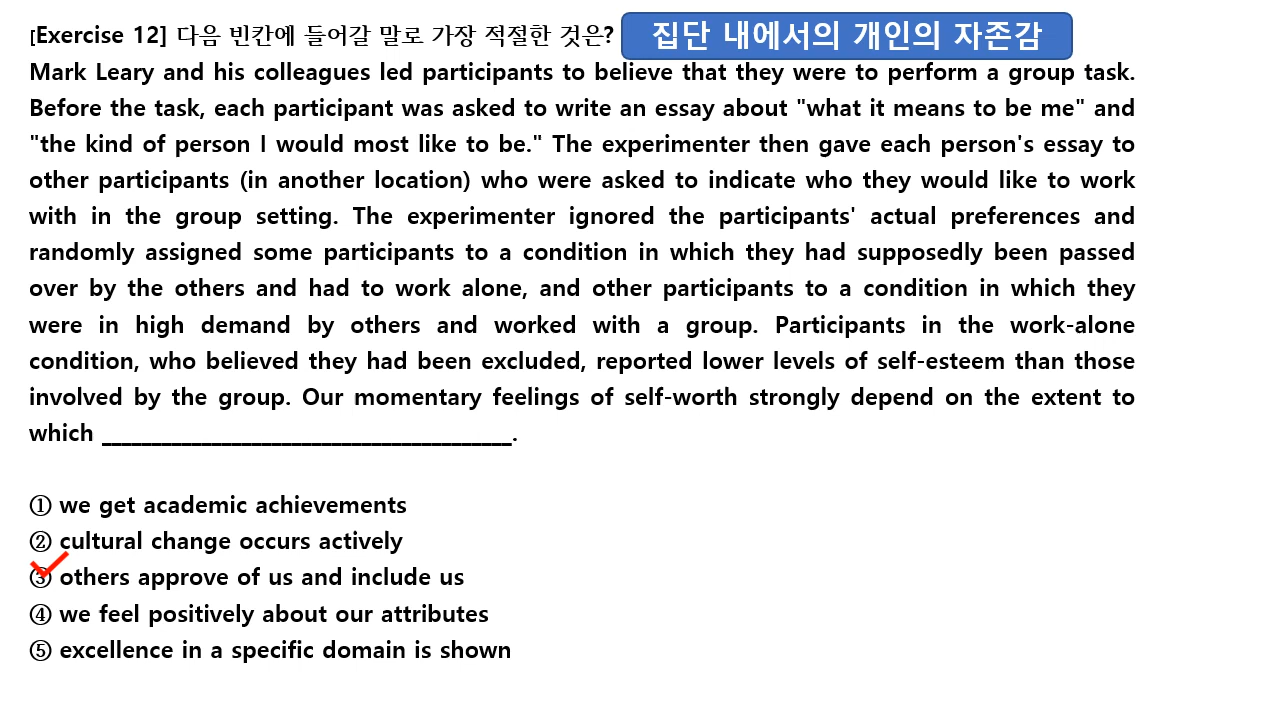 [Exercise 12] 다음 빈칸에 들어갈 말로 가장 적절한 것은?
집단 내에서의 개인의 자존감
Mark Leary and his colleagues led participants to believe that they were to perform a group task.
Before the task, each participant was asked to write an essay about "what it means to be me" and
"the kind of person I would most like to be." The experimenter then gave each person's essay to
other participants (in another location) who were asked to indicate who they would like to work
with in the group setting. The experimenter ignored the participants' actual preferences and
randomly assigned some participants to a condition in which they had supposedly been passed
over by the others and had to work alone, and other participants to a condition in which they
were in high demand by others and worked with a group. Participants in the work-alone
condition, who believed they had been excluded, reported lower levels of self-esteem than those
involved by the group. Our momentary feelings of self-worth strongly depend on the extent to
which _________________________________________.
① we get academic achievements
② cultural change occurs actively
③ others approve of us and include us
④ we feel positively about our attributes
⑤ excellence in a specific domain is shown